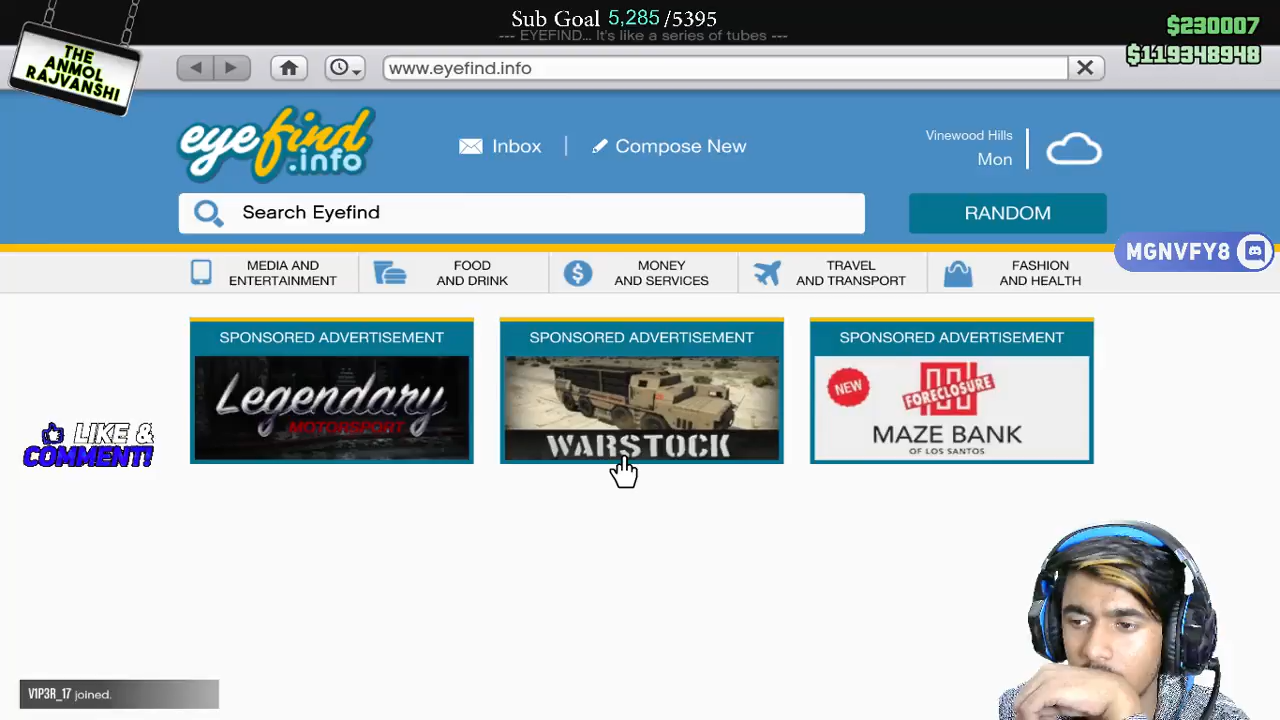 Sub Goal 5,285 /5395
--- EYEFIND... It's like a series of tubes ---
$230007
$119348948
THE
ANMOL
RAJVANSHI
www.eyefind.info
eyefind
.info
Inbox
Compose New
Vinewood Hills
Mon
Search Eyefind
RANDOM
MGNVFY8
MEDIA AND
ENTERTAINMENT
FOOD
AND DRINK
MONEY
AND SERVICES
TRAVEL
AND TRANSPORT
FASHION
AND HEALTH
SPONSORED ADVERTISEMENT
Legendary
MOTORSPORT
SPONSORED ADVERTISEMENT
WARSTOCK
SPONSORED ADVERTISEMENT
NEW
FORECLOSURE
MAZE BANK
OF LOS SANTOS
LIKE &
COMMENT!
V1P3R_17 joined.